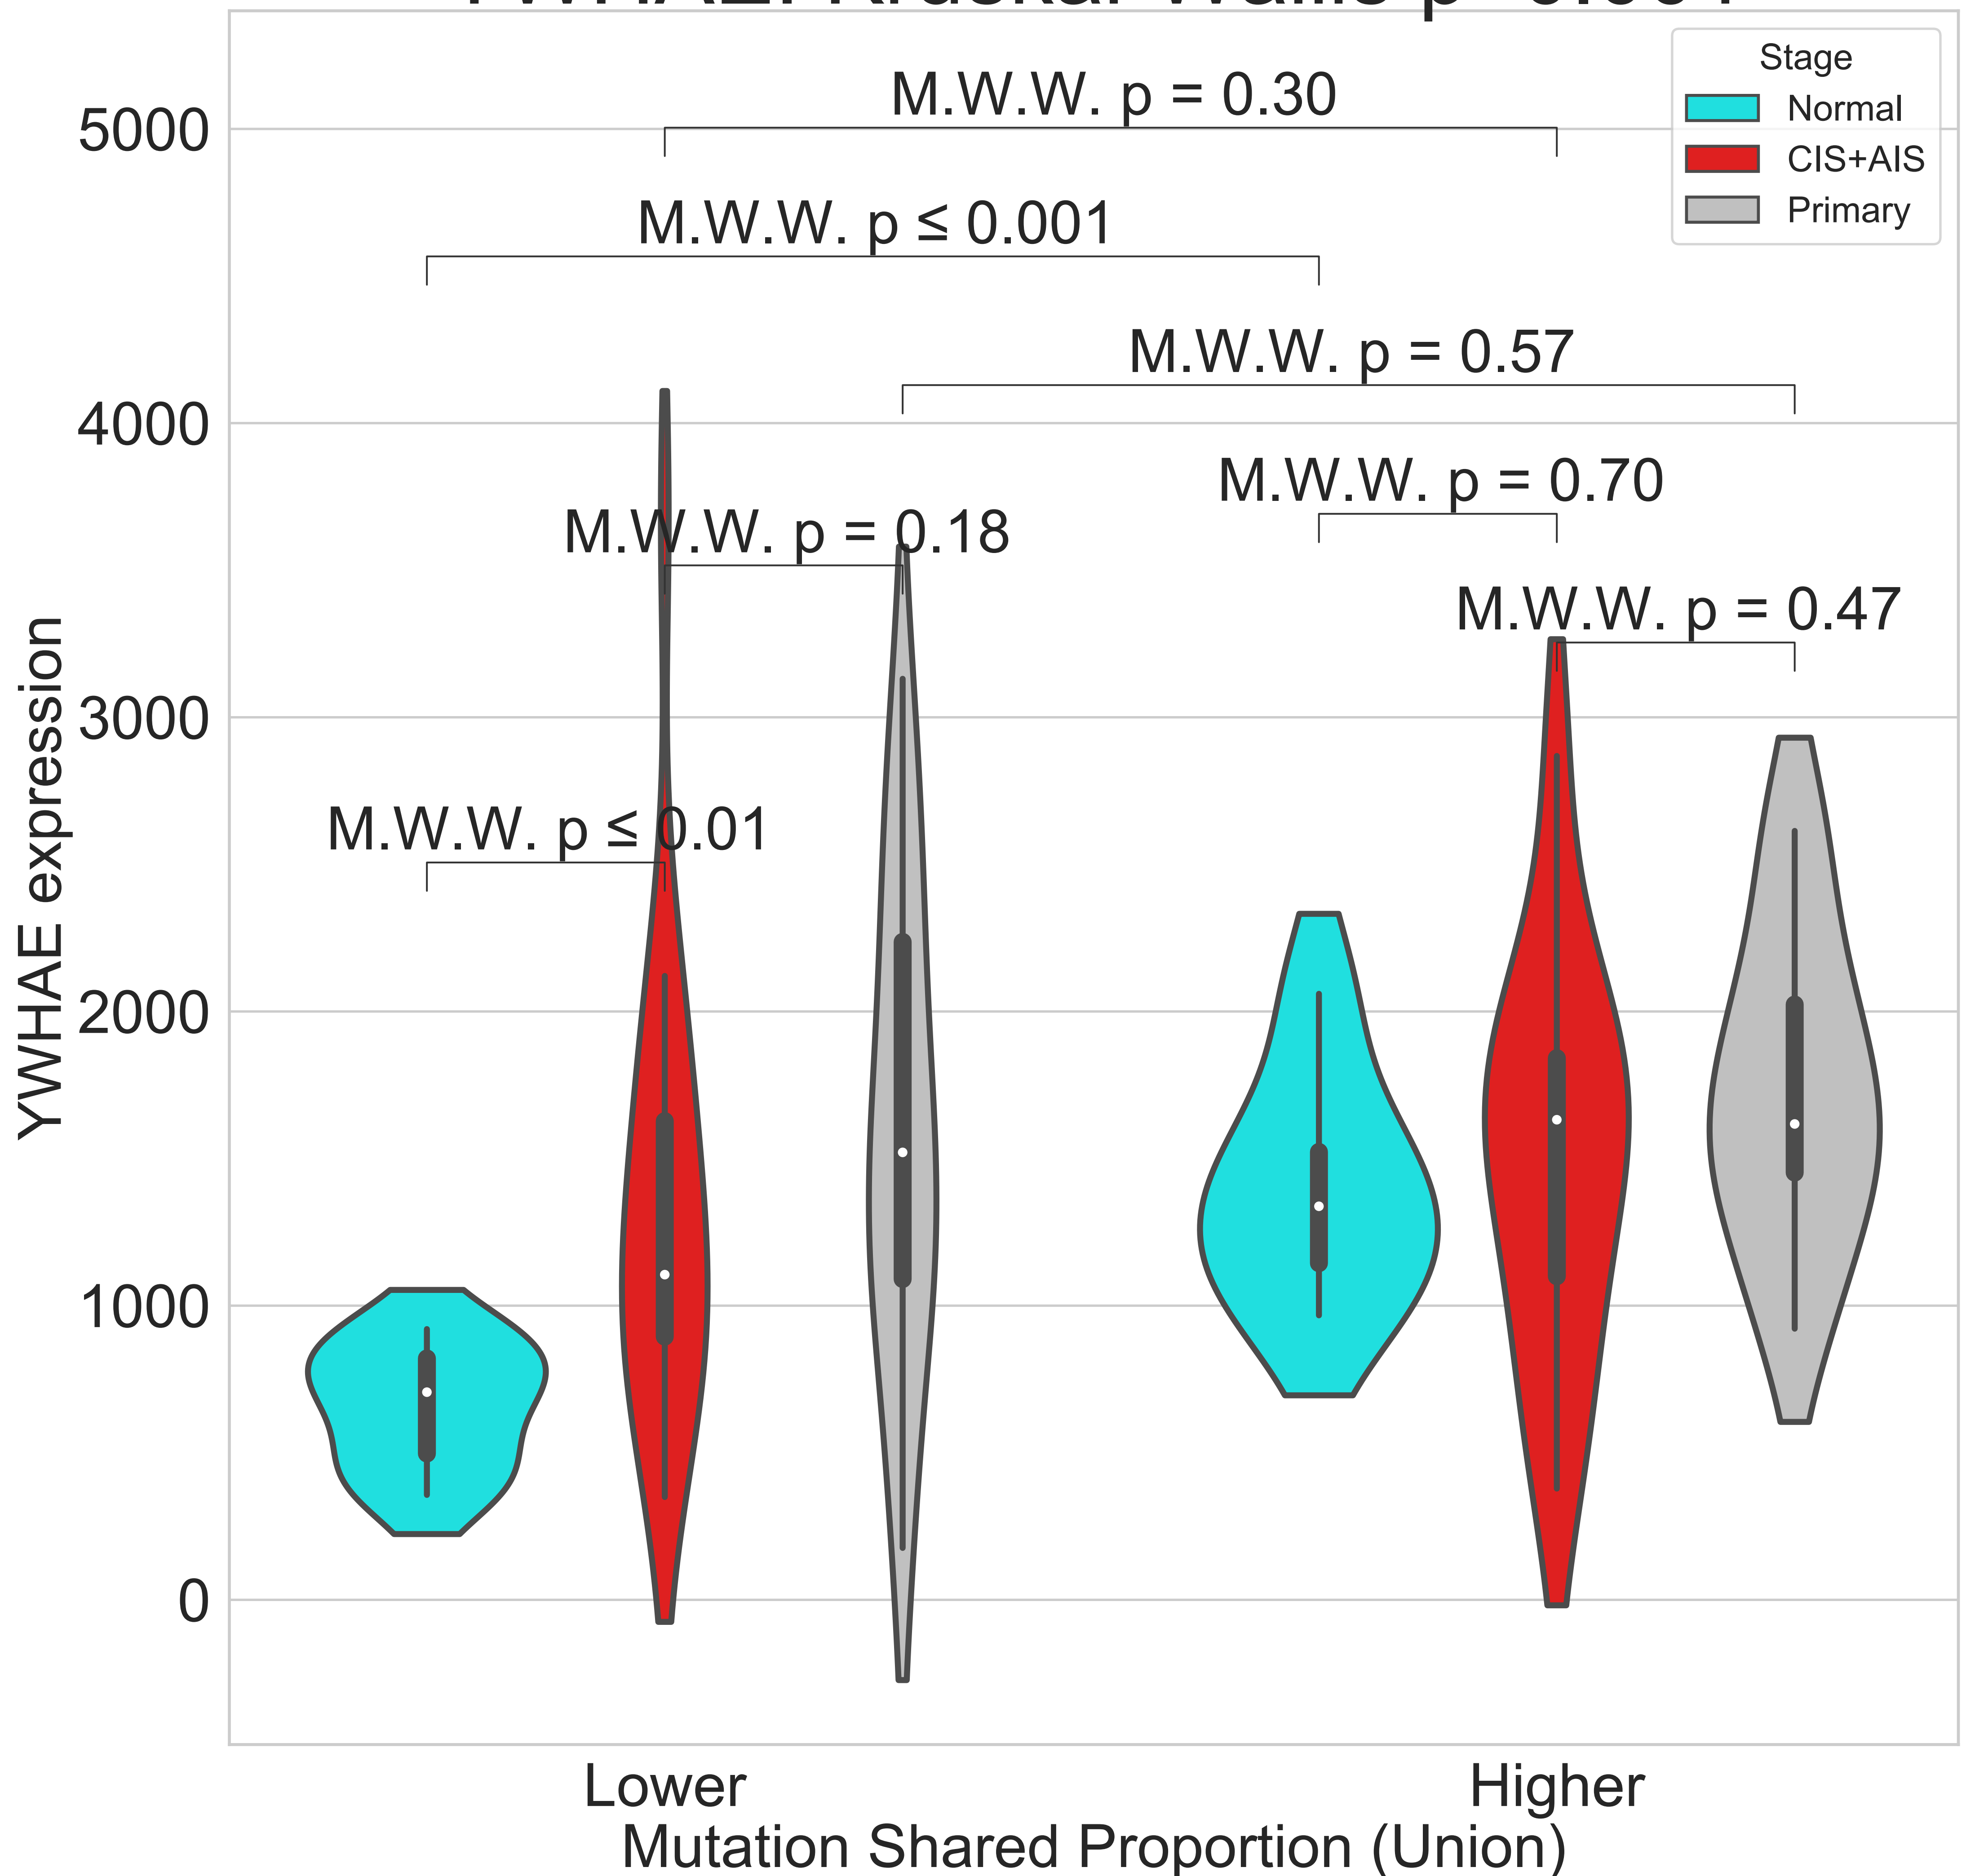 Stage
Normal
CIS+AIS
Primary
M.W.W. p = 0.30
M.W.W. p ≤ 0.001
M.W.W. p = 0.57
M.W.W. p = 0.70
M.W.W. p = 0.18
M.W.W. p = 0.47
M.W.W. p ≤ 0.01
5000
4000
3000
2000
1000
0
YWHAE expression
Lower
Higher
Mutation Shared Proportion (Union)